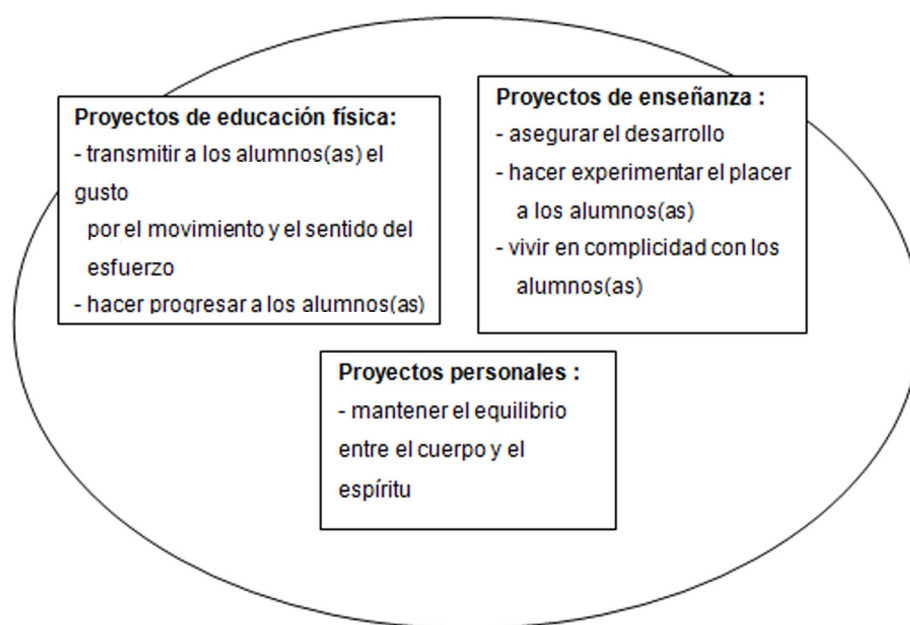 Proyectos de educación física:
- transmitir a los alumnos(as) el
gusto
por el movimiento y el sentido del
esfuerzo
- hacer progresar a los alumnos(as)
Proyectos de enseñanza :
- asegurar el desarrollo
- hacer experimentar el placer
a los alumnos(as)
- vivir en complicidad con los
alumnos(as)
Proyectos personales :
- mantener el equilibrio
entre el cuerpo y el
espíritu